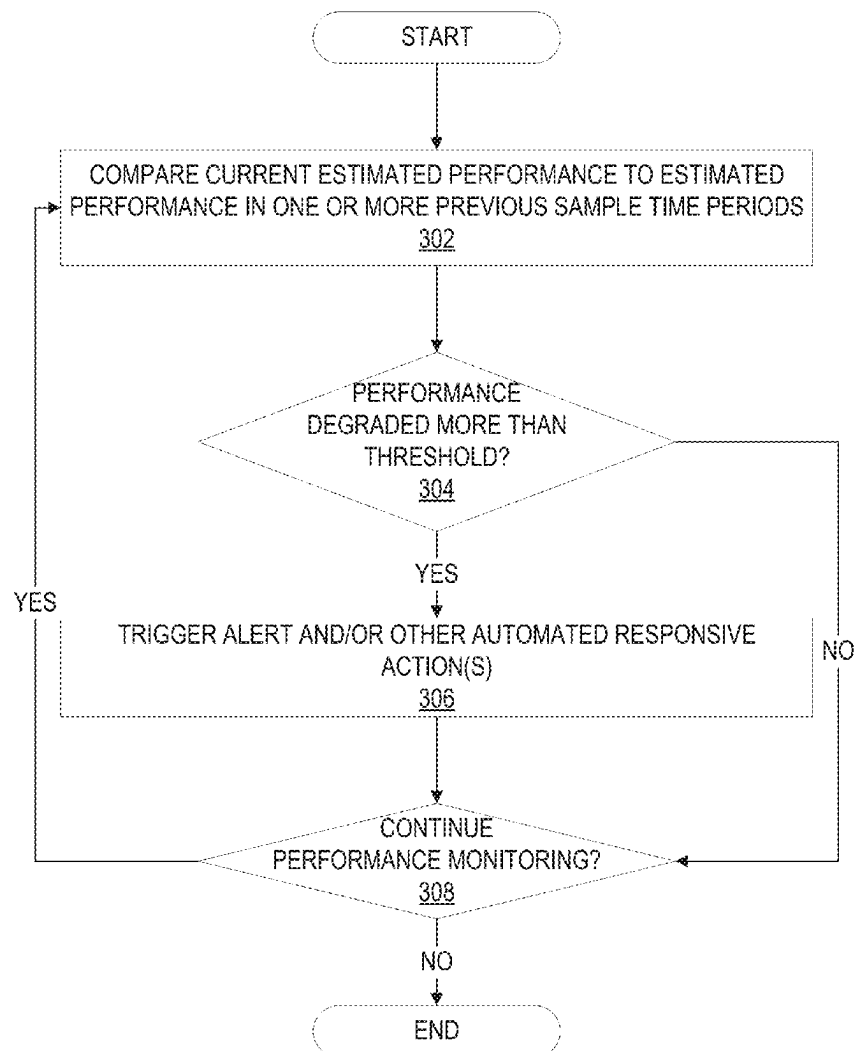 START
COMPARE CURRENT ESTIMATED PERFORMANCE TO ESTIMATED
PERFORMANCE IN ONE OR MORE PREVIOUS SAMPLE TIME PERIODS
302
PERFORMANCE
DEGRADED MORE THAN
THRESHOLD?
304
YES
YES
TRIGGER ALERT AND/OR OTHER AUTOMATED RESPONSIVE
ACTION(S)
306
NO
CONTINUE
PERFORMANCE MONITORING?
308
NO
END